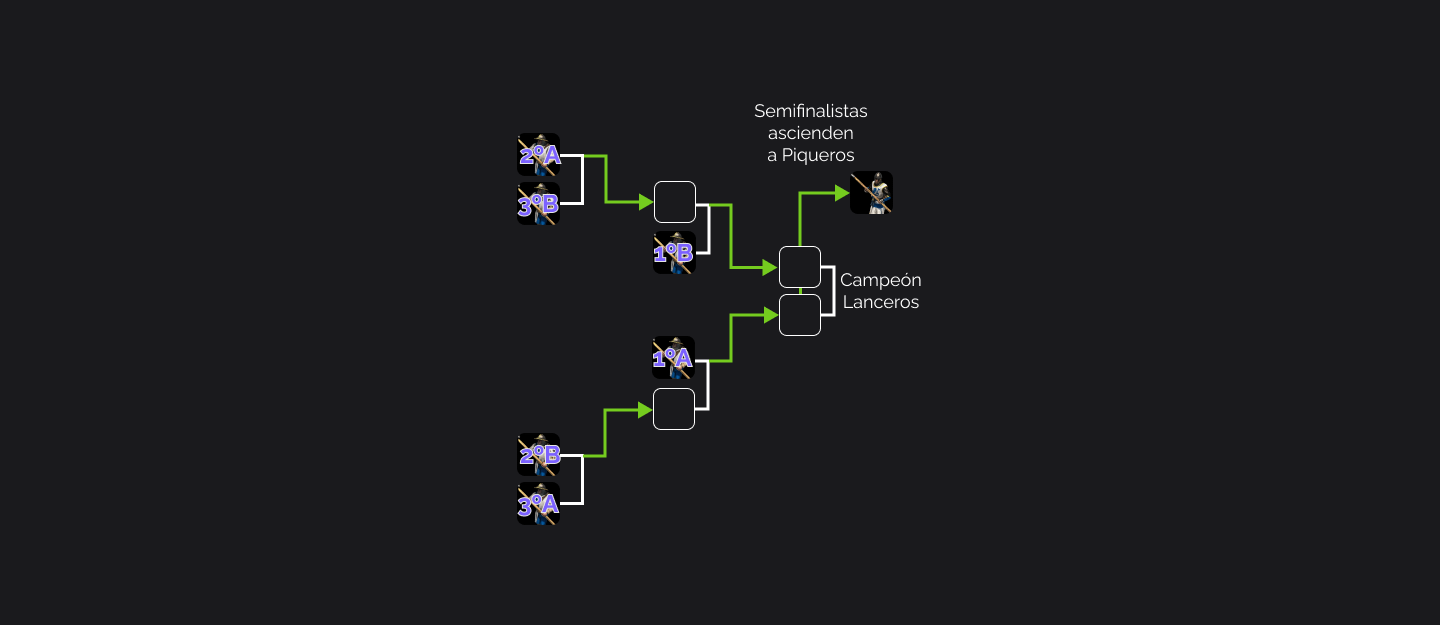 Semifinalistas
ascienden
a Piqueros
2ºA
3ºB
1ºB
Campeón
Lanceros
1ºA
2ºB
3ºA